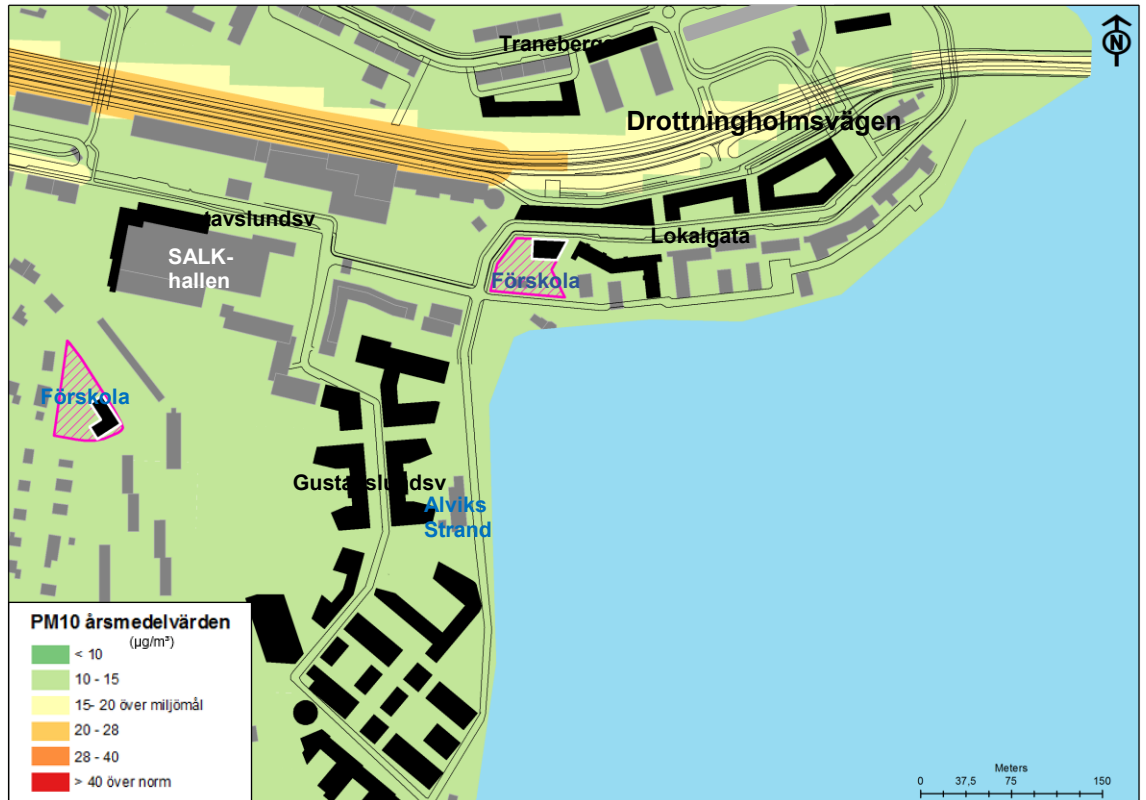 Traneberg
N
Drottningholmsvägen
tavslundsv
Lokalgata
SALK-
hallen
Förskola
Förskola
Gustavslundsv
Alviks
Strand
PM10 årsmedelvärden
(µg/m³)
< 10
10 - 15
15- 20 över miljömål
20 - 28
28 - 40
> 40 över norm
Meters
0 37,5 75 150